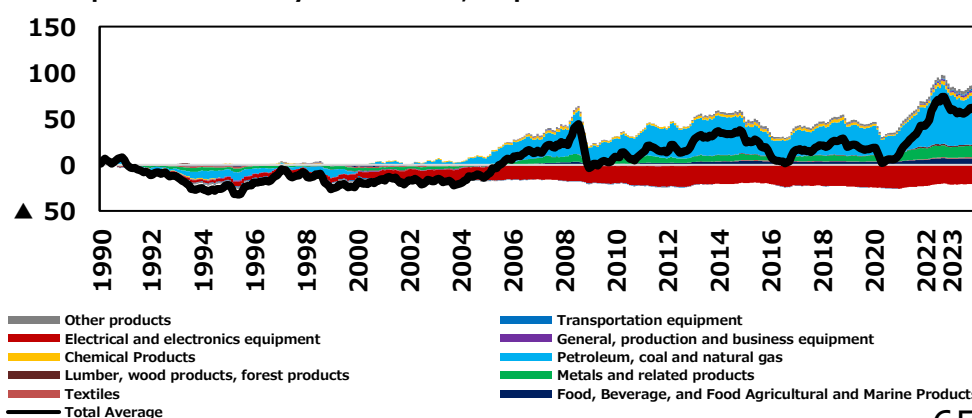 150
100
50
0
▲ 50
1990
1992
1994
1996
1998
2000
2002
2004
2006
2008
2010
2012
2014
2016
2018
2020
2022
2023
Other products
Transportation equipment
Electrical and electronics equipment
General, production and business equipment
Chemical Products
Petroleum, coal and natural gas
Lumber, wood products, forest products
Metals and related products
Textiles
Food, Beverage, and Food Agricultural and Marine Product
Total Average